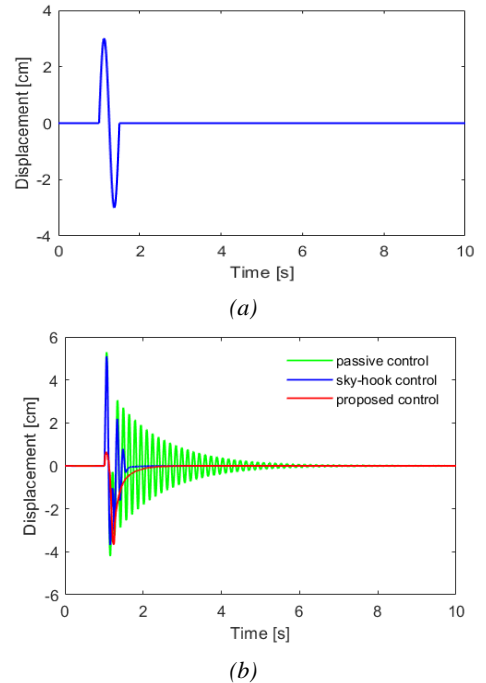 4
2
0
-2
-4
Displacement [cm]
0 2 4 6 8 10
Time [s]
(a)
6
4
2
0
-2
-4
-6
Displacement [cm]
passive control
sky-hook control
proposed control
0 2 4 6 8 10
Time [s]
(b)